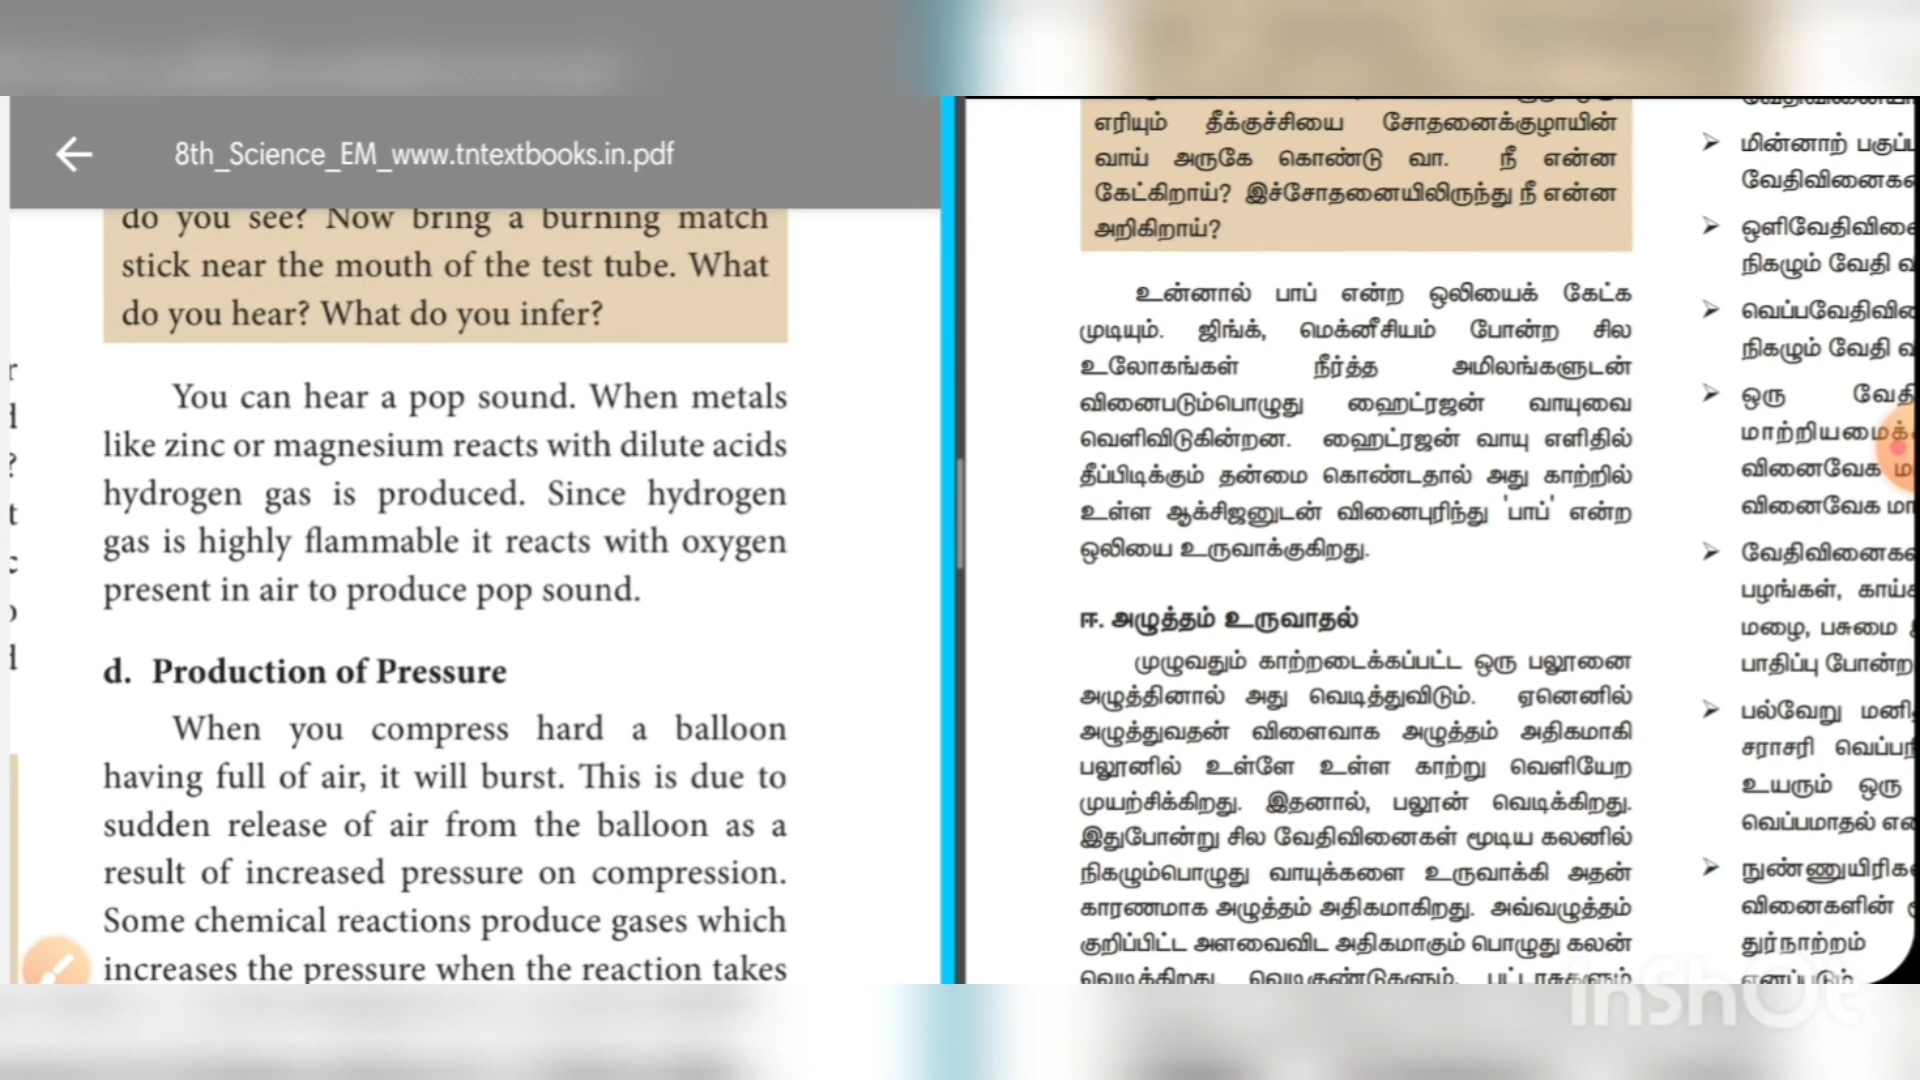 8th_Science_EM_www.tntextbooks.in.pdf
do you see? Now bring a burning match
stick near the mouth of the test tube. What
do you hear? What do you infer?
You can hear a pop sound. When metals
like zinc or magnesium reacts with dilute acids
hydrogen gas is produced. Since hydrogen
gas is highly flammable it reacts with oxygen
present in air to produce pop sound.
d. Production of Pressure
When you compress hard a balloon
having full of air, it will burst. This is due to
sudden release of air from the balloon as a
result of increased pressure on compression.
Some chemical reactions produce gases which
increases the pressure when the reaction takes
எரியும் தீக்குச்சியை சோதனைக்குழாயின்
வாய் அருகே கொண்டு வா. நீ என்ன
கேட்கிறாய்? இச்சோதனையிலிருந்து நீ என்ன
அறிகிறாய்?
உன்னால் பாப் என்ற ஒலியைக் கேட்க
முடியும். ஜிங்க், மெக்னீசியம் போன்ற சில
உலோகங்கள் நீர்த்த அமிலங்களுடன்
வினைபடும்பொழுது ஹைட்ரஜன் வாயுவை
வெளிவிடுகின்றன. ஹைட்ரஜன் வாயு எளிதில்
தீப்பிடிக்கும் தன்மை கொண்டதால் அது காற்றில்
உள்ள ஆக்சிஜனுடன் வினைபுரிந்து 'பாப்' என்ற
ஒலியை உருவாக்குகிறது.
ஈ. அழுத்தம் உருவாதல்
முழுவதும் காற்றடைக்கப்பட்ட ஒரு பலூனை
அழுத்தினால் அது வெடித்துவிடும். ஏனெனில்
அழுத்துவதன் விளைவாக அழுத்தம் அதிகமாகி
பலூனில் உள்ளே உள்ள காற்று வெளியேற
முயற்சிக்கிறது. இதனால், பலூன் வெடிக்கிறது.
இதுபோன்று சில வேதிவினைகள் மூடிய கலனில்
நிகழும்பொழுது வாயுக்களை உருவாக்கி அதன்
காரணமாக அழுத்தம் அதிகமாகிறது. அவ்வழுத்தம்
குறிப்பிட்ட அளவைவிட அதிகமாகும் பொழுது கலன்
வெடிக்கிறது. வெடிகுண்டுகளும், பட்டாசுகளும்
மின்னாற் பகுப்ப
வேதிவினைக
ஒளிவேதிவினை
நிகழும் வேதி வ
வெப்பவேதிவி
நிகழும் வேதி வ
ஒரு வேதி
மாற்றியமைக்
வினைவேக ம
வினைவேக மா
வேதிவினைக
பழங்கள், காய்
மழை, பசுமை
பாதிப்பு போன்ற
பல்வேறு மனி
சராசரி வெப்பநி
உயரும் ஒரு
வெப்பமாதல் என
நுண்ணுயிரிக
வினைகளின் மூ
துர்நாற்றம்
எனப்படும்
InShOt